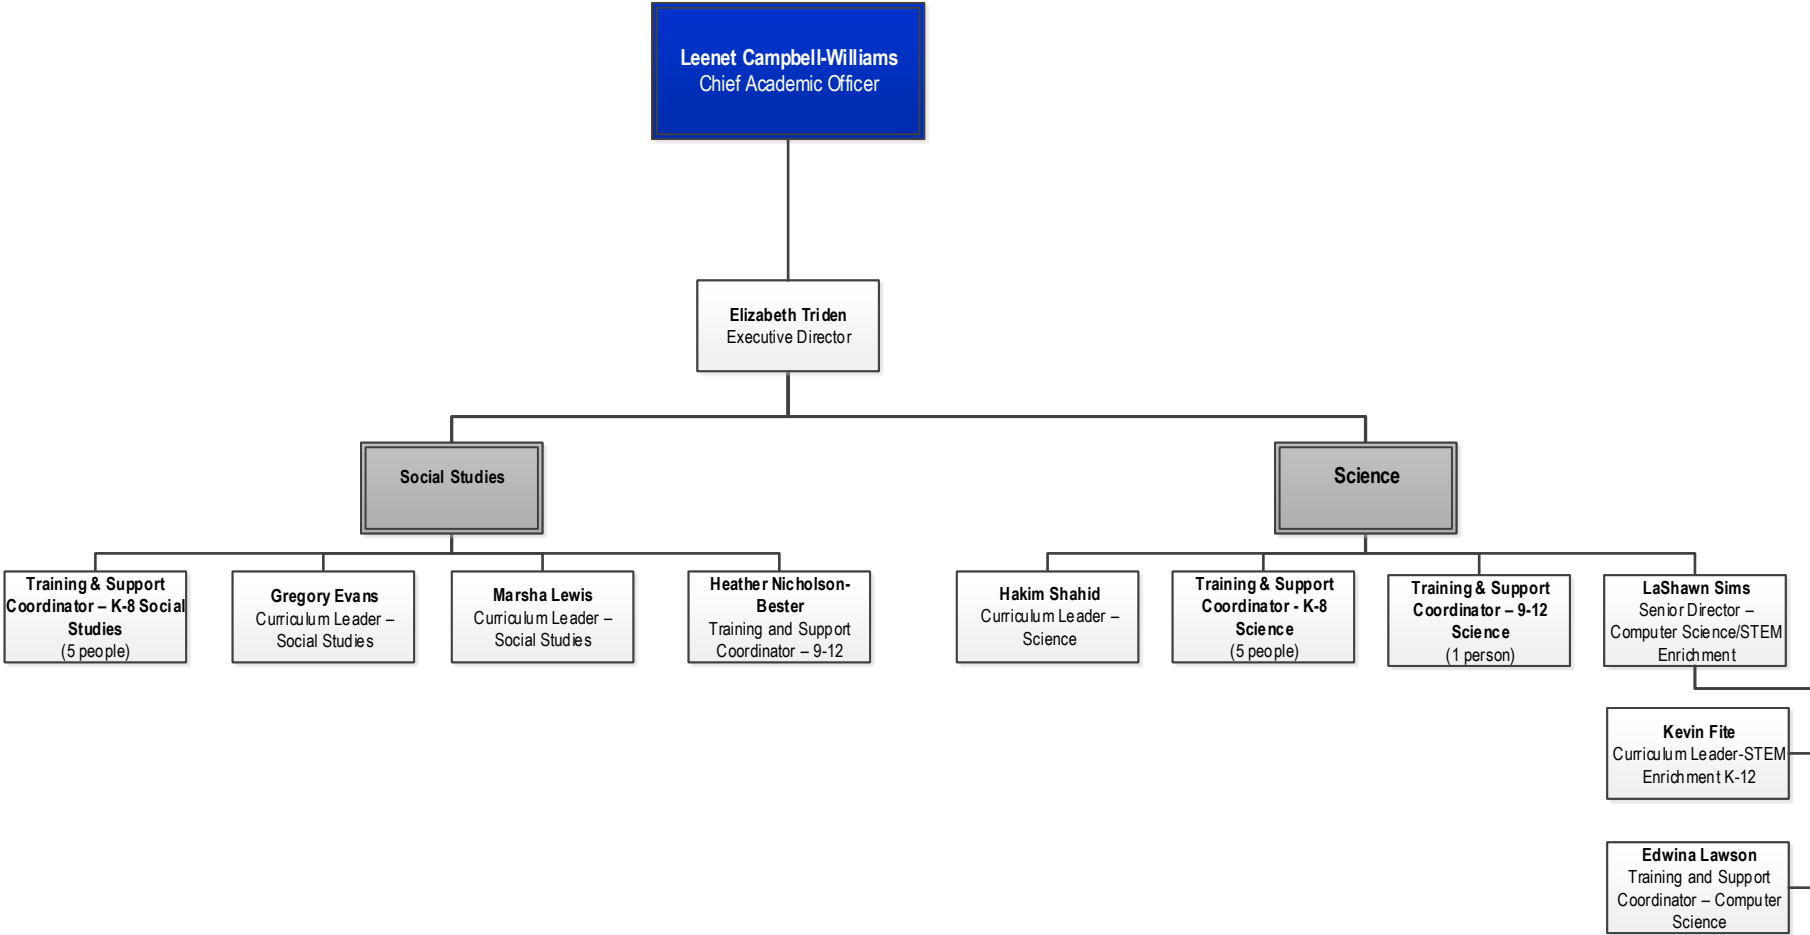 Leenet Campbell-Williams
Chief Academic Officer
Elizabeth Triden
Executive Director
Social Studies
Science
Training & Support
Coordinator – K-8 Social
Studies
(5 people)
Gregory Evans
Curriculum Leader –
Social Studies
Marsha Lewis
Curriculum Leader –
Social Studies
Heather Nicholson-
Bester
Training and Support
Coordinator – 9-12
Hakim Shahid
Curriculum Leader –
Science
Training & Support
Coordinator - K-8
Science
(5 people)
Training & Support
Coordinator – 9-12
Science
(1 person)
LaShawn Sims
Senior Director –
Computer Science/STEM
Enrichment
Kevin Fite
Curriculum Leader-STEM
Enrichment K-12
Edwina Lawson
Training and Support
Coordinator – Computer
Science